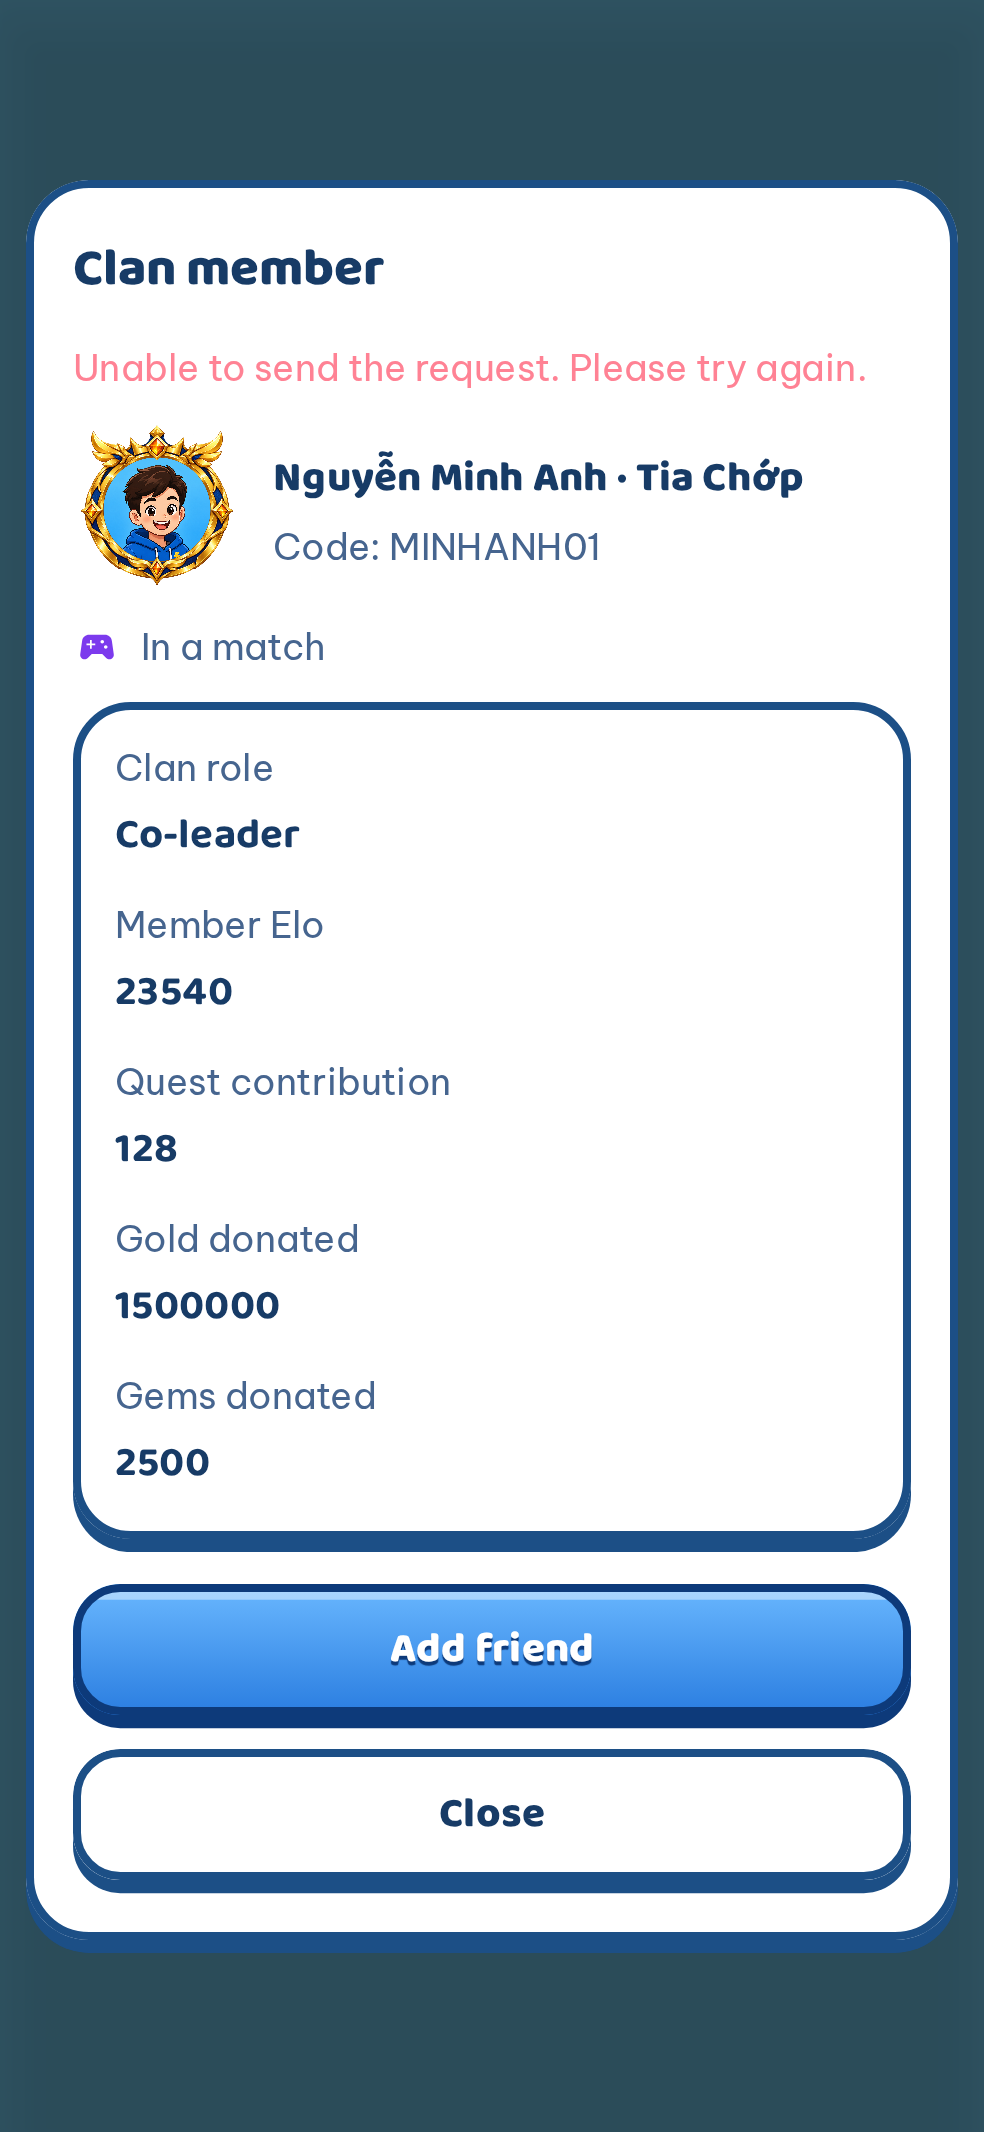 Clan member
Unable to send the request. Please try again.
Nguyễn Minh Anh · Tia Chớp
Code: MINHANH01
In a match
Clan role
Co-leader
Member Elo
23540
Quest contribution
128
Gold donated
1500000
Gems donated
2500
Add friend
Close